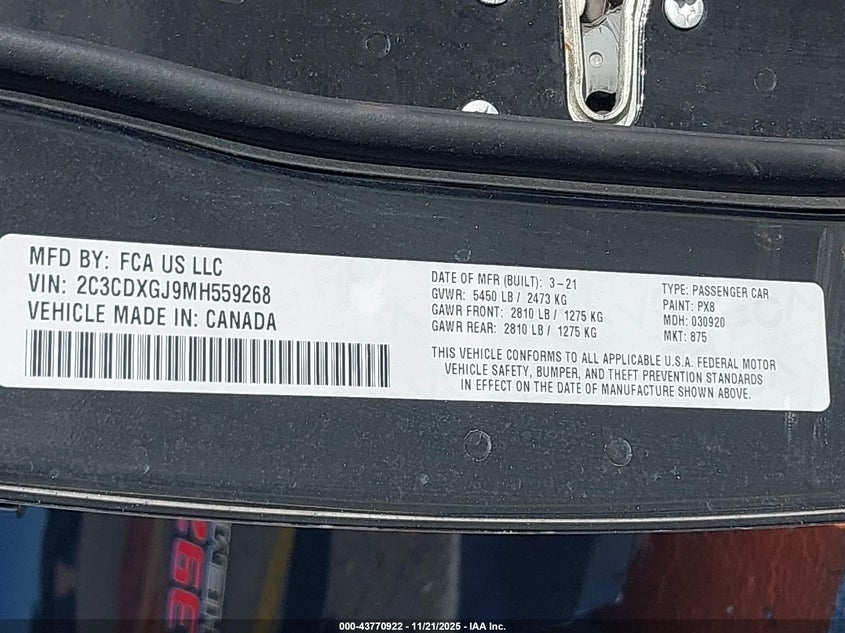 MFD BY: FCA US LLC
VIN: 2C3CDXGJ9MH559268
VEHICLE MADE IN: CANADA
DATE OF MFR (BUILT): 3-21
GVWR: 5450 LB / 2473 KG
GAWR FRONT: 2810 LB / 1275 KG
GAWR REAR: 2810 LB / 1275 KG
TYPE: PASSENGER CAR
PAINT: PX8
MDH: 030920
MKT: 875
THIS VEHICLE CONFORMS TO ALL APPLICABLE U.S.A. FEDERAL MOTOR
VEHICLE SAFETY, BUMPER, AND THEFT PREVENTION STANDARDS
IN EFFECT ON THE DATE OF MANUFACTURE SHOWN ABOVE.
392
HEMI
000-43770922 - 11/21/2025 - IAA Inc.